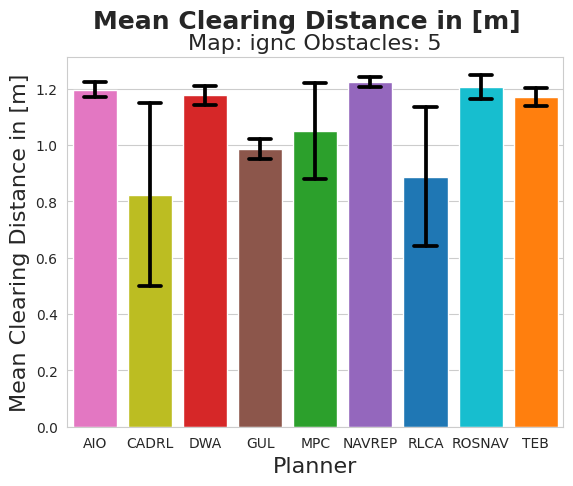 Mean Clearing Distance in [m]
Map: ignc Obstacles: 5
Mean Clearing Distance in [m]
1.2
1.0
0.8
0.6
0.4
0.2
0.0
AIO CADRL DWA GUL MPC NAVREP RLCA ROSNAV TEB
Planner